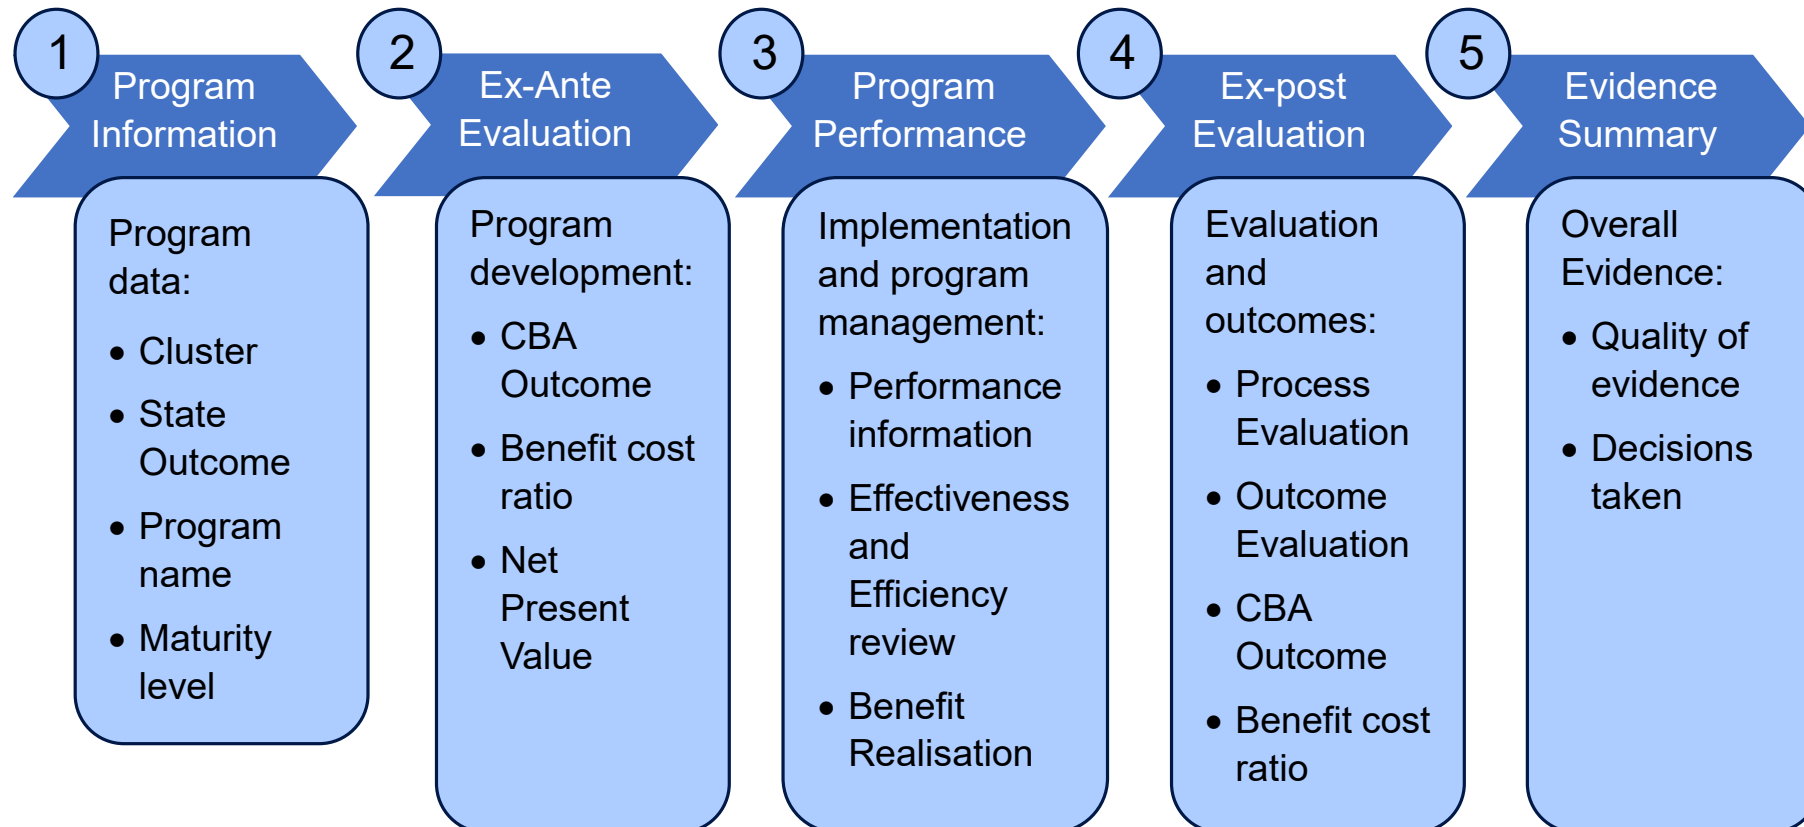 1
Program
Information
Program
data:
• Cluster
• State
Outcome
• Program
name
• Maturity
level
2
Ex-Ante
Evaluation
Program
development:
• CBA
Outcome
• Benefit cost
ratio
• Net
Present
Value
3
Program
Performance
Implementation
and program
management:
• Performance
information
• Effectiveness
and
Efficiency
review
• Benefit
Realisation
4
Ex-post
Evaluation
Evaluation
and
outcomes:
• Process
Evaluation
• Outcome
Evaluation
• CBA
Outcome
• Benefit cost
ratio
5
Evidence
Summary
Overall
Evidence:
• Quality of
evidence
• Decisions
taken